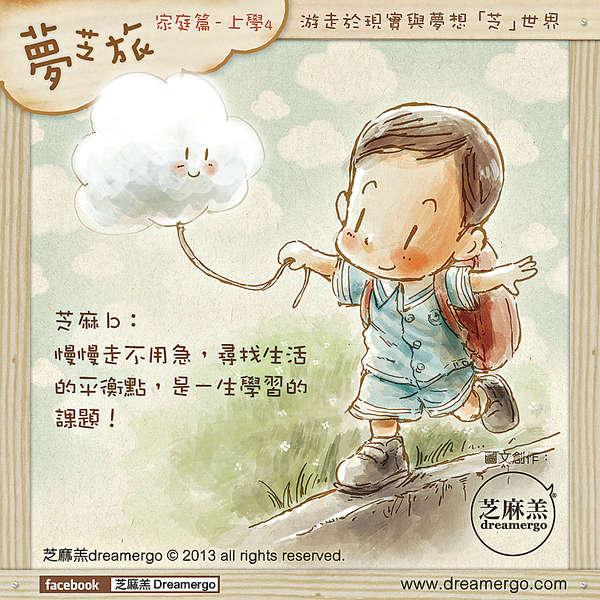 夢芝旅
家庭篇-上學4
游走於現實與夢想「芝」世界
芝麻b：
慢慢走不用急，尋找生活
的平衡點，是一生學習的
課題！
圖文創作：
芝麻羔
dreamergo
芝麻羔dreamergo © 2013 all rights reserved.
facebook 芝麻羔 Dreamergo
www.dreamergo.com